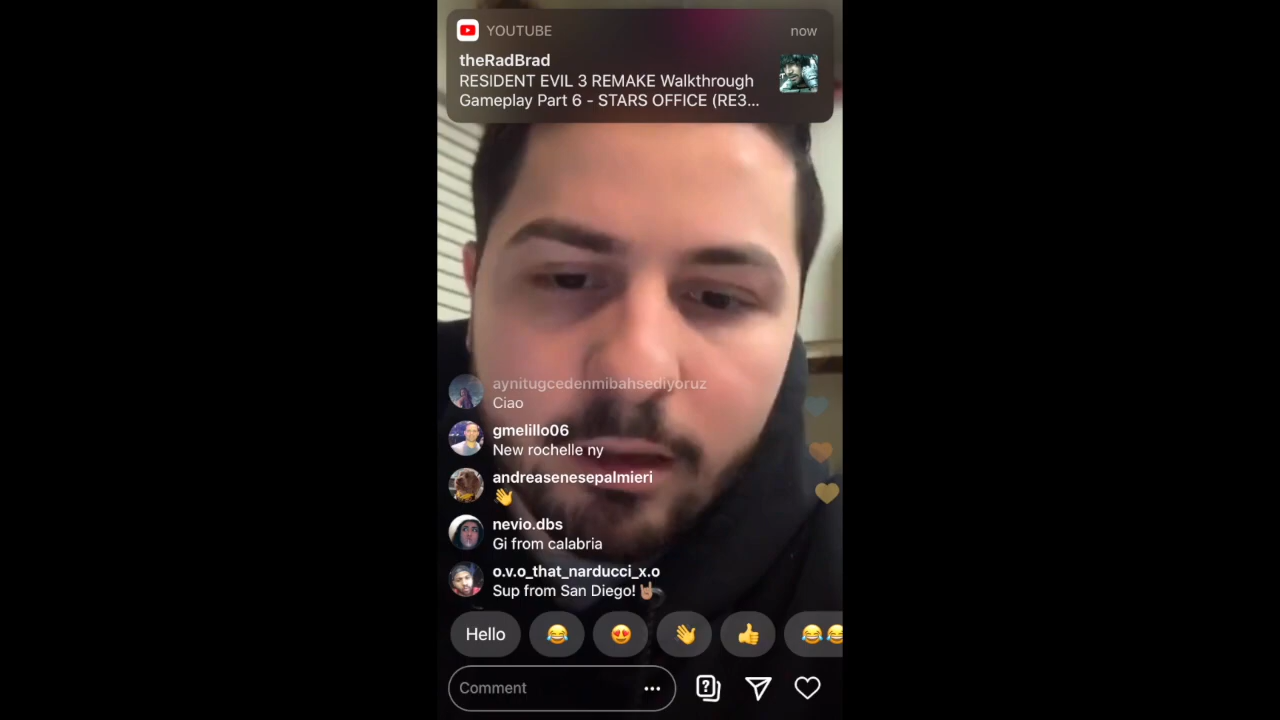 YOUTUBE
now
theRadBrad
RESIDENT EVIL 3 REMAKE Walkthrough
Gameplay Part 6 - STARS OFFICE (RE3...
aynitugcedenmibahsediyoruz
Ciao
gmelillo06
New rochelle ny
andreasenesepalmieri
👋
nevio.dbs
Gi from calabria
o.v.o_that_narducci_x.o
Sup from San Diego!🤘🏼
Hello 😂 😍 👋 👍 😂😂
Comment